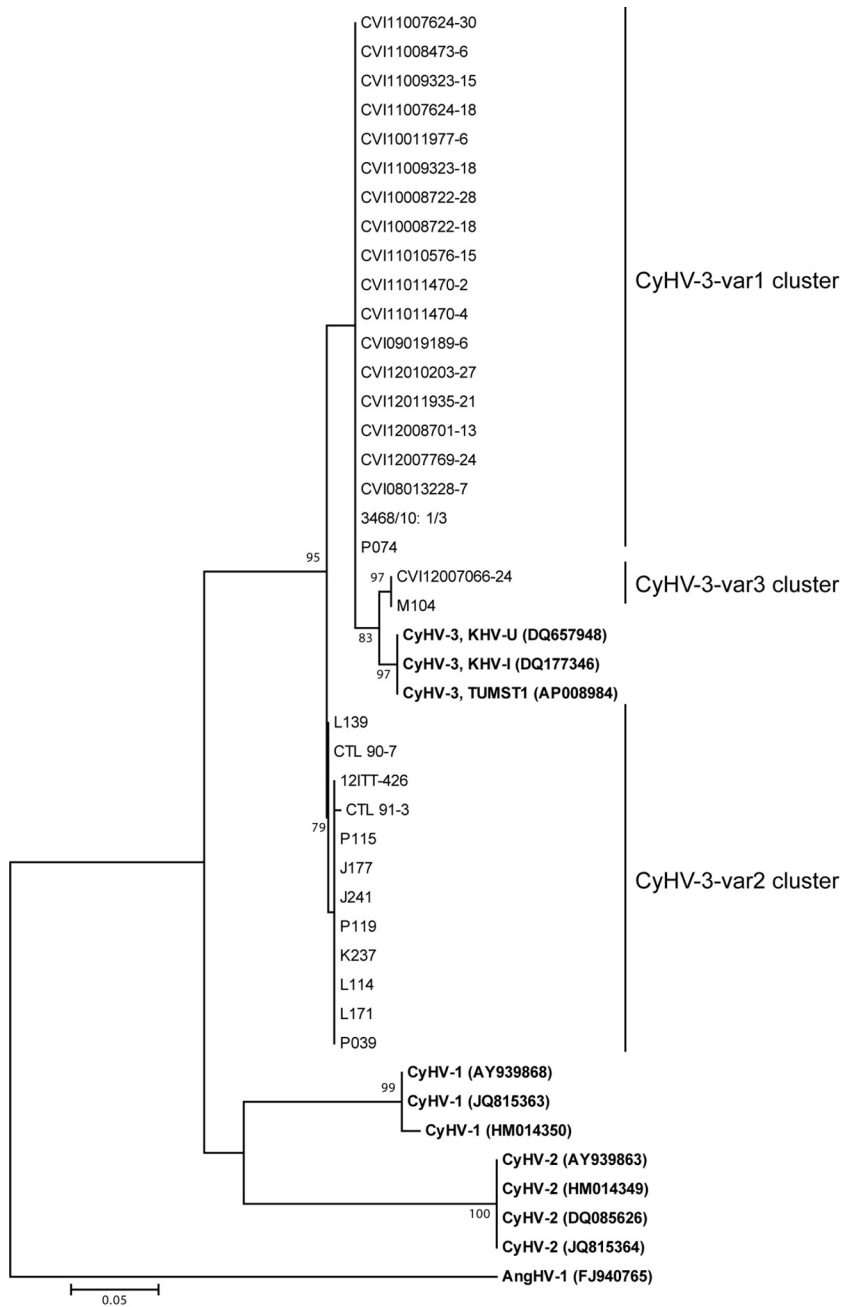 CVI11007624-30
CVI11008473-6
CVI11009323-15
CVI11007624-18
CVI10011977-6
CVI11009323-18
CVI10008722-28
CVI10008722-18
CVI11010576-15
CVI11011470-2
CyHV-3-var1 cluster
CVI11011470-4
CVI09019189-6
CVI12010203-27
CVI12011935-21
CVI12008701-13
CVI12007769-24
CVI08013228-7
3468/10: 1/3
P074
95
97
CVI12007066-24
CyHV-3-var3 cluster
M104
83
CyHV-3, KHV-U (DQ657948)
97
CyHV-3, KHV-I (DQ177346)
CyHV-3, TUMST1 (AP008984)
L139
CTL 90-7
12ITT-426
CTL 91-3
79
P115
J177
CyHV-3-var2 cluster
J241
P119
K237
L114
L171
P039
CyHV-1 (AY939868)
99
CyHV-1 (JQ815363)
CyHV-1 (HM014350)
CyHV-2 (AY939863)
CyHV-2 (HM014349)
100
CyHV-2 (DQ085626)
CyHV-2 (JQ815364)
AngHV-1 (FJ940765)
0.05